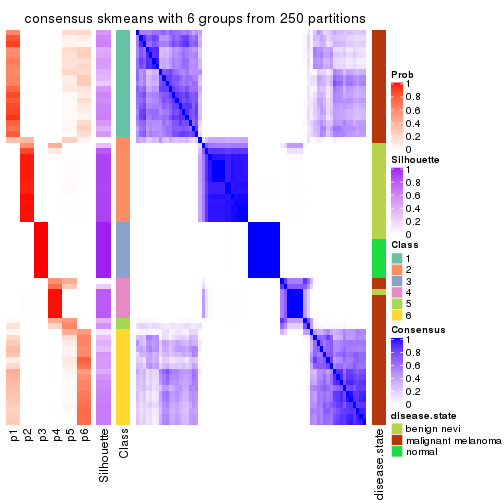 consensus skmeans with 6 groups from 250 partitions
Prob
1
0.8
0.6
0.4
0.2
0
Silhouette
1
0.8
0.6
0.4
0.2
0
Class
1
2
3
4
5
6
Consensus
1
0.8
0.6
0.4
0.2
0
disease.state
benign nevi
malignant melanoma
normal
p1
p2
p3
p4
p5
p6
Silhouette
Class
disease.state